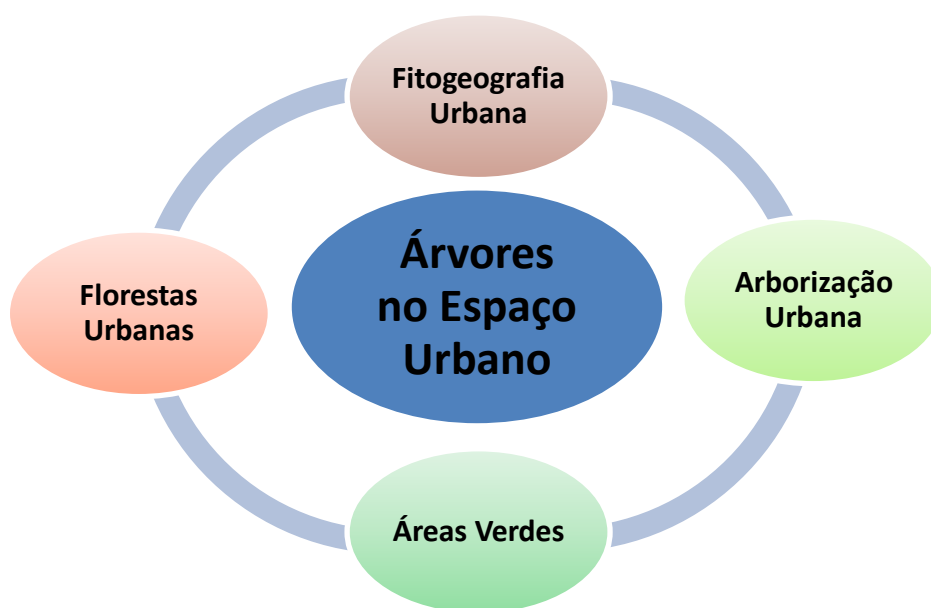 Fitogeografia
Urbana
Árvores
no Espaço
Urbano
Florestas
Urbanas
Arborização
Urbana
Áreas Verdes